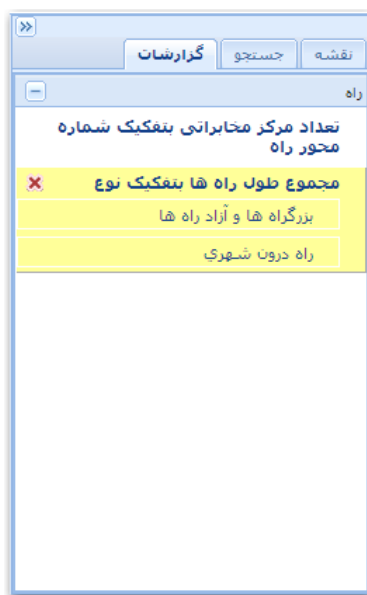 نقشه
جستجو
گزارشات
راه
تعداد مرکز مخابراتی بتفکیک شماره
محور راه
مجموع طول راه ها بتفکیک نوع
بزرگراه ها و آزاد راه ها
راه درون شهري